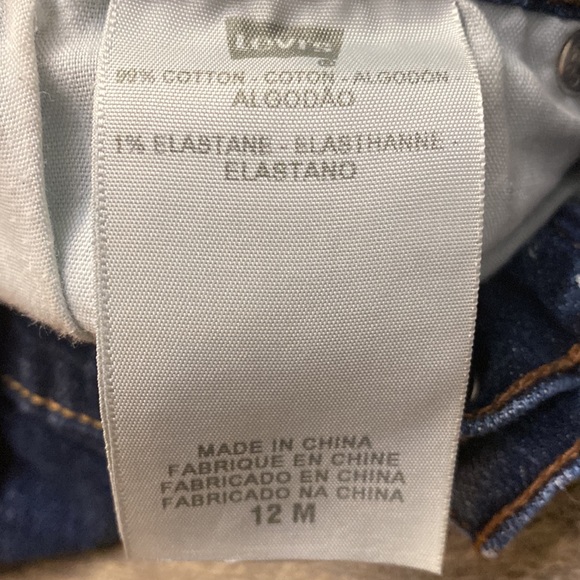 Levi's
99% COTTON - COTON - ALGODÓN -
ALGODÃO
1% ELASTANE - ELASTHANNE -
ELASTANO
MADE IN CHINA
FABRIQUE EN CHINE
FABRICADO EN CHINA
FABRICADO NA CHINA
12 M